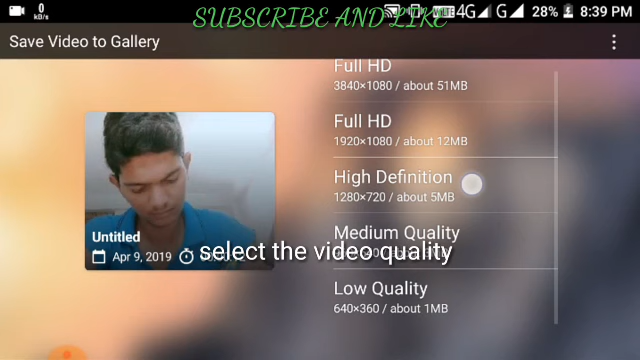 SUBSCRIBE AND LIKE
0
kB/s
VoLTE 4G G 28% 8:39 PM
Save Video to Gallery
Full HD
3840×1080 / about 51MB
Full HD
1920×1080 / about 12MB
High Definition
1280×720 / about 5MB
Medium Quality
select the video quality
Low Quality
640×360 / about 1MB
Untitled
Apr 9, 2019